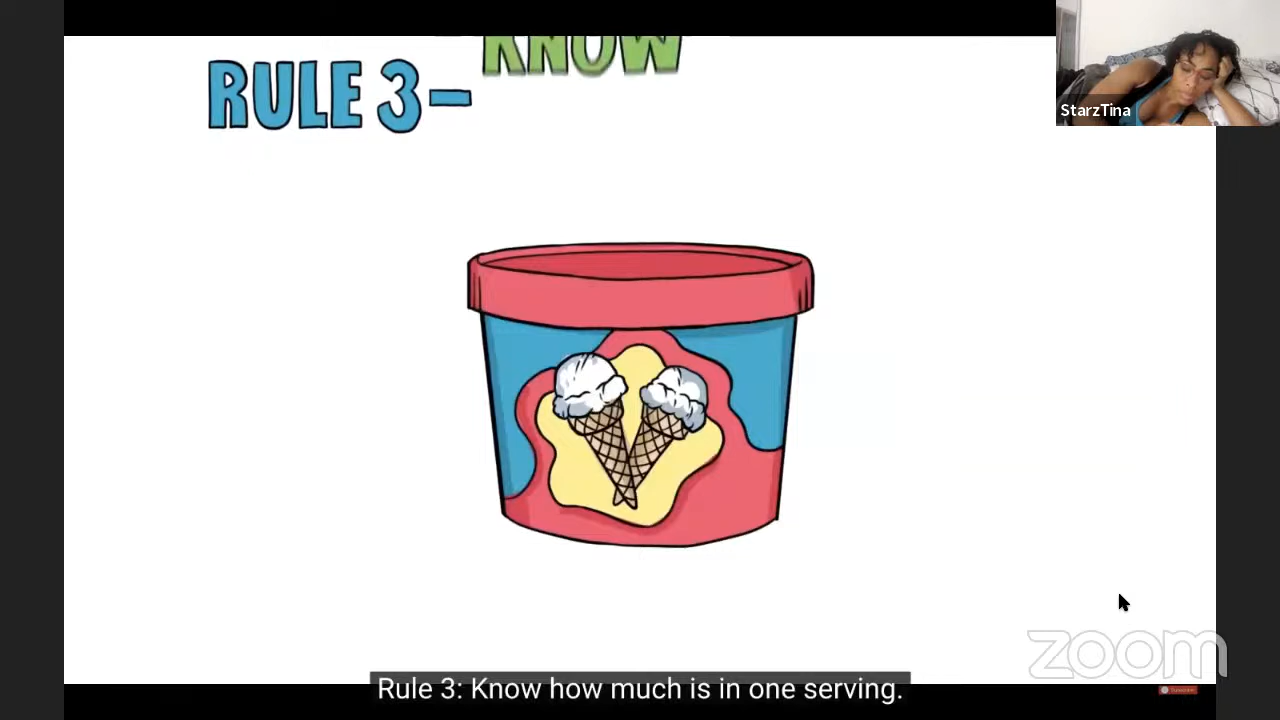 KNOW
RULE 3-
StarzTina
zoom
Rule 3: Know how much is in one serving.